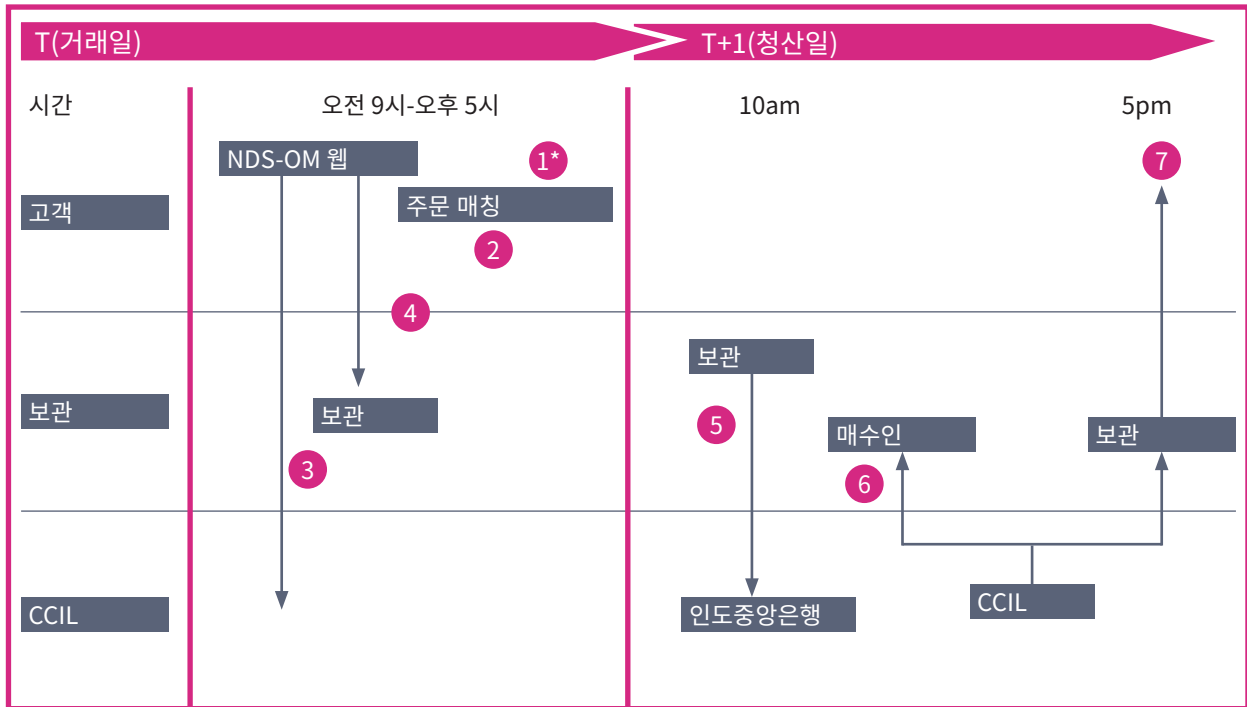 T(거래일)
T+1(청산일)
시간
오전 9시-오후 5시
10am
5pm
NDS-OM 웹
1*
7
고객
주문 매칭
2
4
보관
보관
보관
5
매수인
보관
3
6
CCIL
인도중앙은행
CCIL